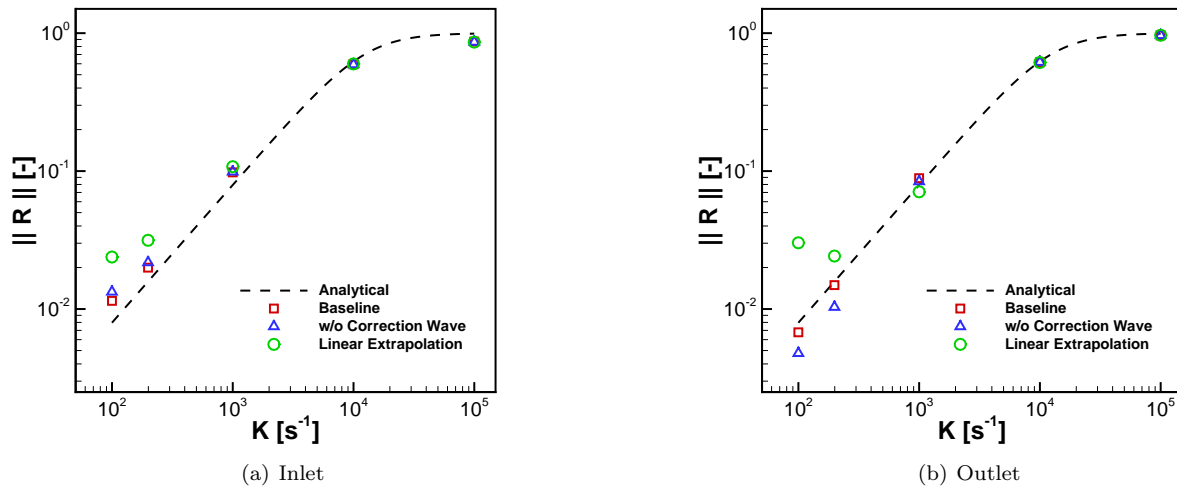 || R || [-]
10⁰
10⁻¹
10⁻²
10² 10³ 10⁴ 10⁵
K [s⁻¹]
Analytical
Baseline
w/o Correction Wave
Linear Extrapolation
(a) Inlet
|| R || [-]
10⁰
10⁻¹
10⁻²
10² 10³ 10⁴ 10⁵
K [s⁻¹]
Analytical
Baseline
w/o Correction Wave
Linear Extrapolation
(b) Outlet